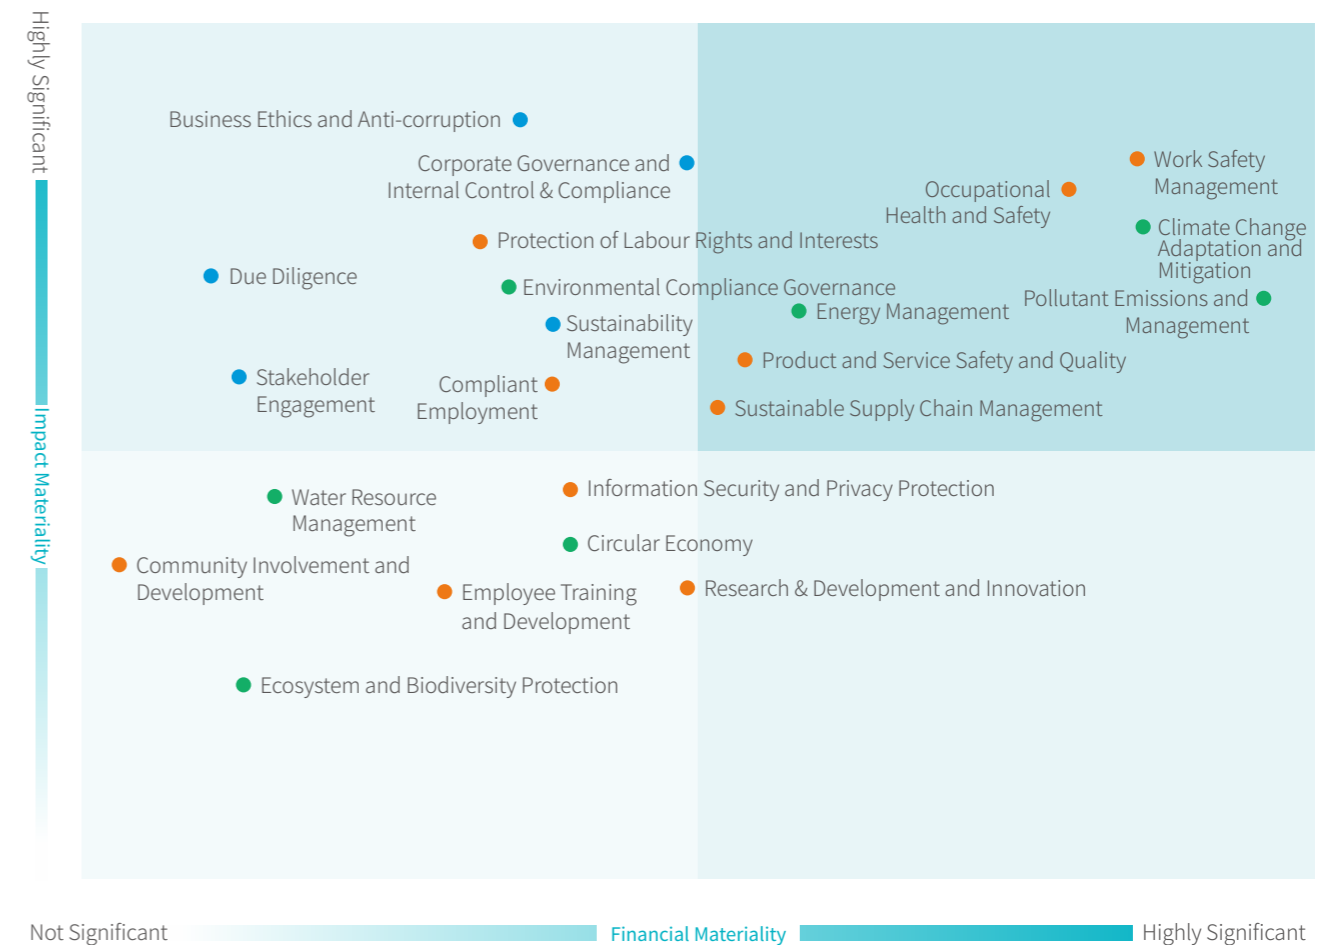 Highly Significant
Impact Materiality
Business Ethics and Anti-corruption
Corporate Governance and
Internal Control & Compliance
Work Safety
Management
Occupational
Health and Safety
Protection of Labour Rights and Interests
Climate Change
Adaptation and
Mitigation
Due Diligence
Environmental Compliance Governance
Pollutant Emissions and
Management
Energy Management
Sustainability
Management
Product and Service Safety and Quality
Stakeholder
Engagement
Compliant
Employment
Sustainable Supply Chain Management
Water Resource
Management
Information Security and Privacy Protection
Circular Economy
Community Involvement and
Development
Employee Training
and Development
Research & Development and Innovation
Ecosystem and Biodiversity Protection
Not Significant
Financial Materiality
Highly Significant